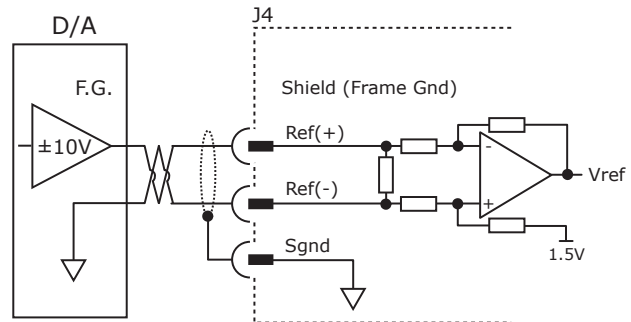 J4
D/A
F.G.
Shield (Frame Gnd)
±10V
Ref(+)
-
Vref
Ref(-)
+
1.5V
Sgnd